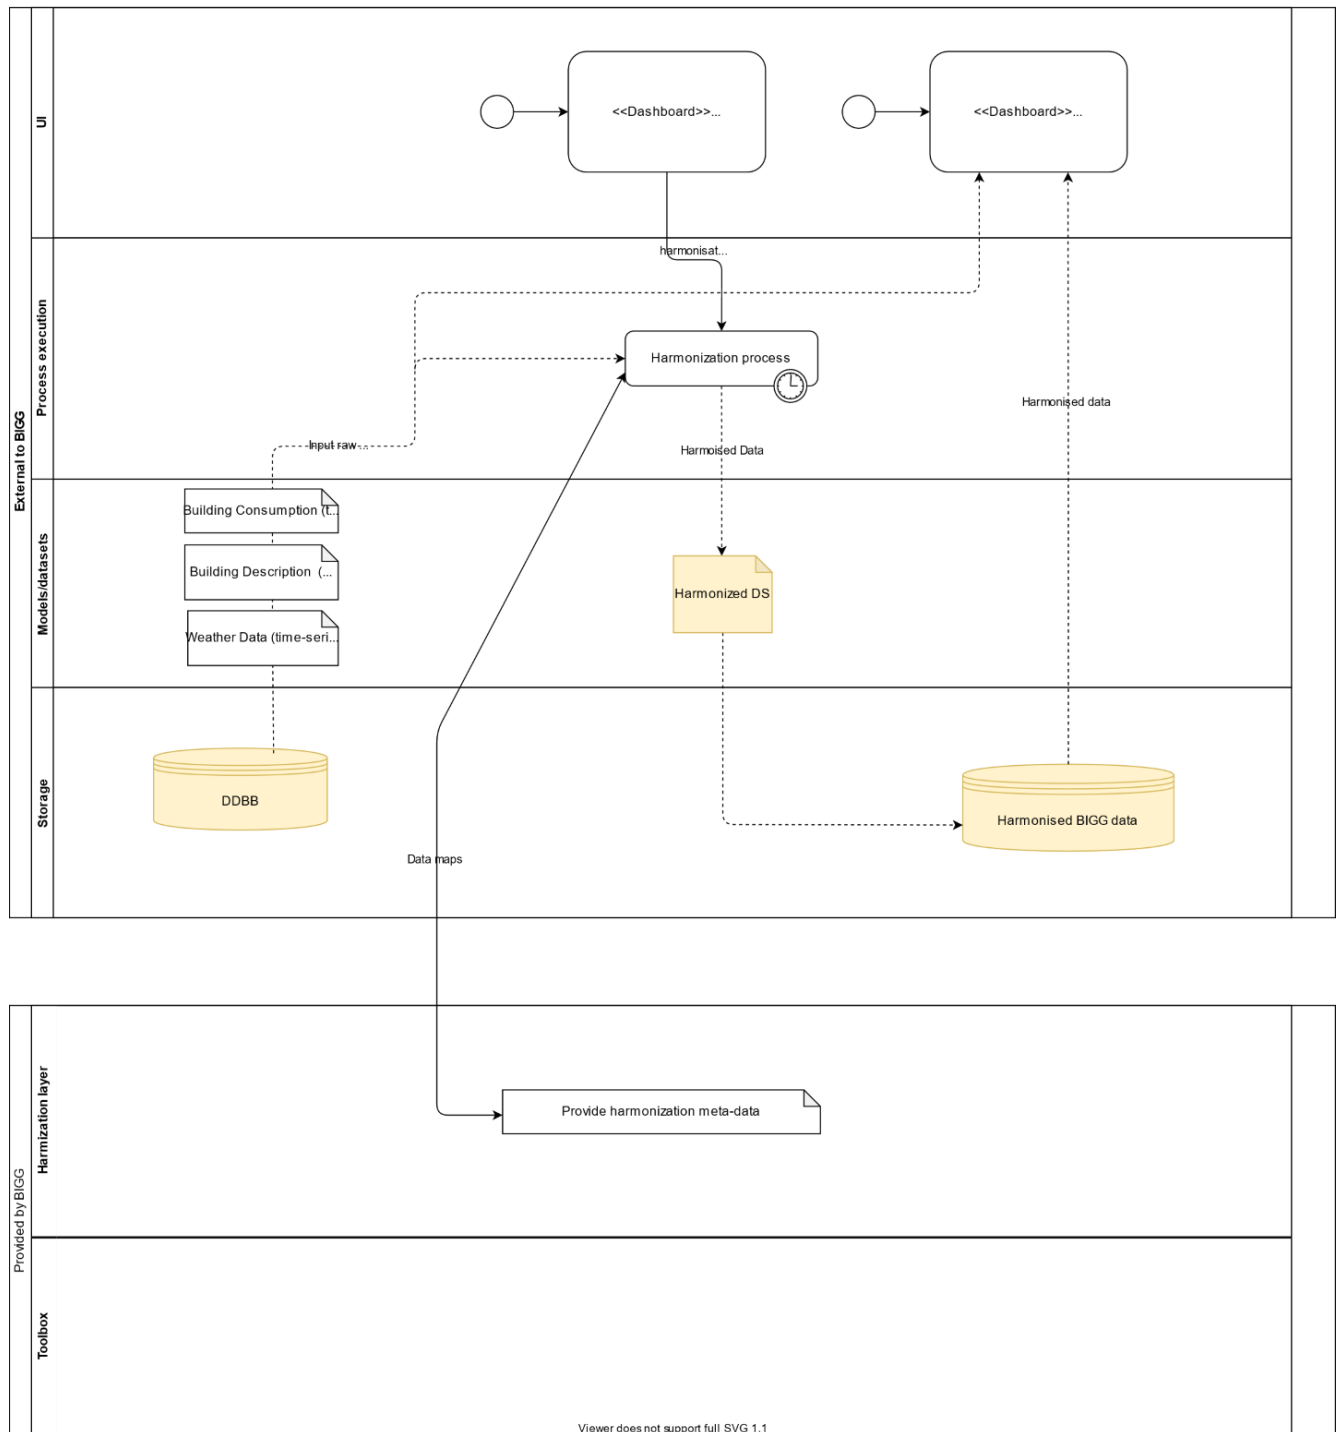 External to BIGG
UI
<<Dashboard>>...
<<Dashboard>>...
Process execution
harmonisat...
Harmonization process
Harmonised data
Input raw ...
Harmoised Data
Models/datasets
Building Consumption (t...
Building Description (...
Weather Data (time-seri...
Harmonized DS
Storage
DDBB
Harmonised BIGG data
Data maps
Provided by BIGG
Harmization layer
Provide harmonization meta-data
Toolbox
Viewer does not support full SVG 1.1